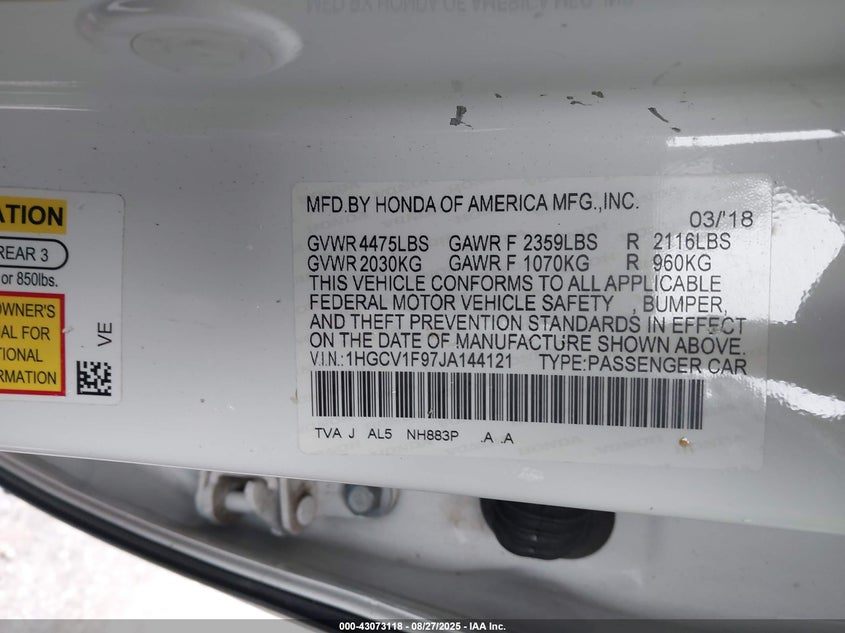 MFD.BY HONDA OF AMERICA MFG.,INC.
03/'18
GVWR 4475LBS GAWR F 2359LBS R 2116LBS
GVWR 2030KG GAWR F 1070KG R 960KG
THIS VEHICLE CONFORMS TO ALL APPLICABLE
FEDERAL MOTOR VEHICLE SAFETY , BUMPER,
AND THEFT PREVENTION STANDARDS IN EFFECT
ON THE DATE OF MANUFACTURE SHOWN ABOVE.
V.I.N.:1HGCV1F97JA144121 TYPE:PASSENGER CAR
TVA J AL5 NH883P .A .A
ATION
REAR 3
or 850lbs.
OWNER'S
AL FOR
TIONAL
ATION
VE
000-43073118 - 08/27/2025 - IAA Inc.